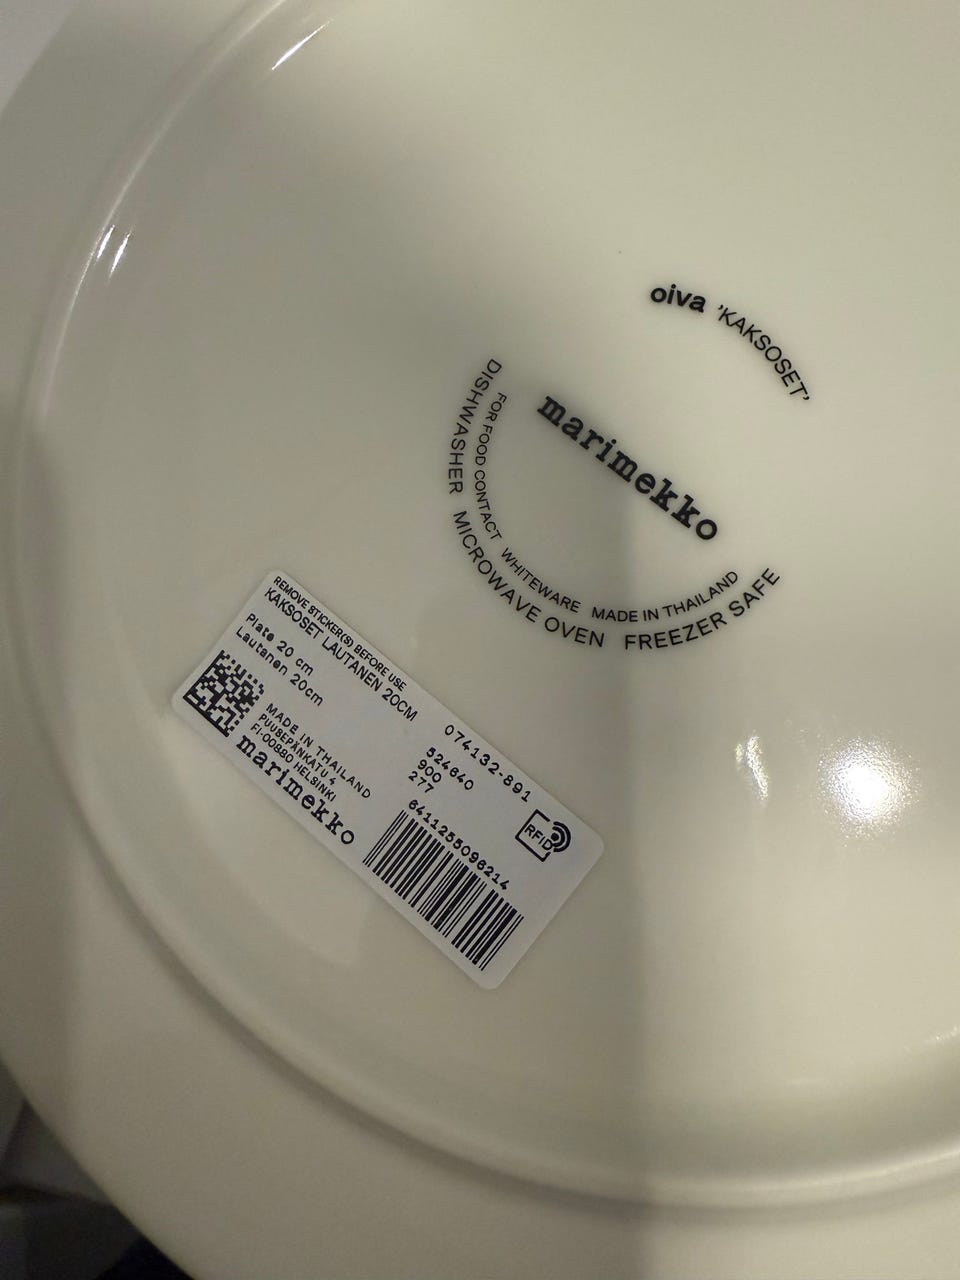 oiva 'KAKSOSET'
marimekko
FOR FOOD CONTACT WHITEWARE MADE IN THAILAND
DISHWASHER MICROWAVE OVEN FREEZER SAFE
REMOVE STICKER(S) BEFORE USE
KAKSOSET LAUTANEN 20CM
Plate 20 cm
Lautanen 20cm
MADE IN THAILAND
PUUSEPÄNKATU 4
FI-00880 HELSINKI
marimekko
074132-891
524640
900
277
RFID
6411255096214